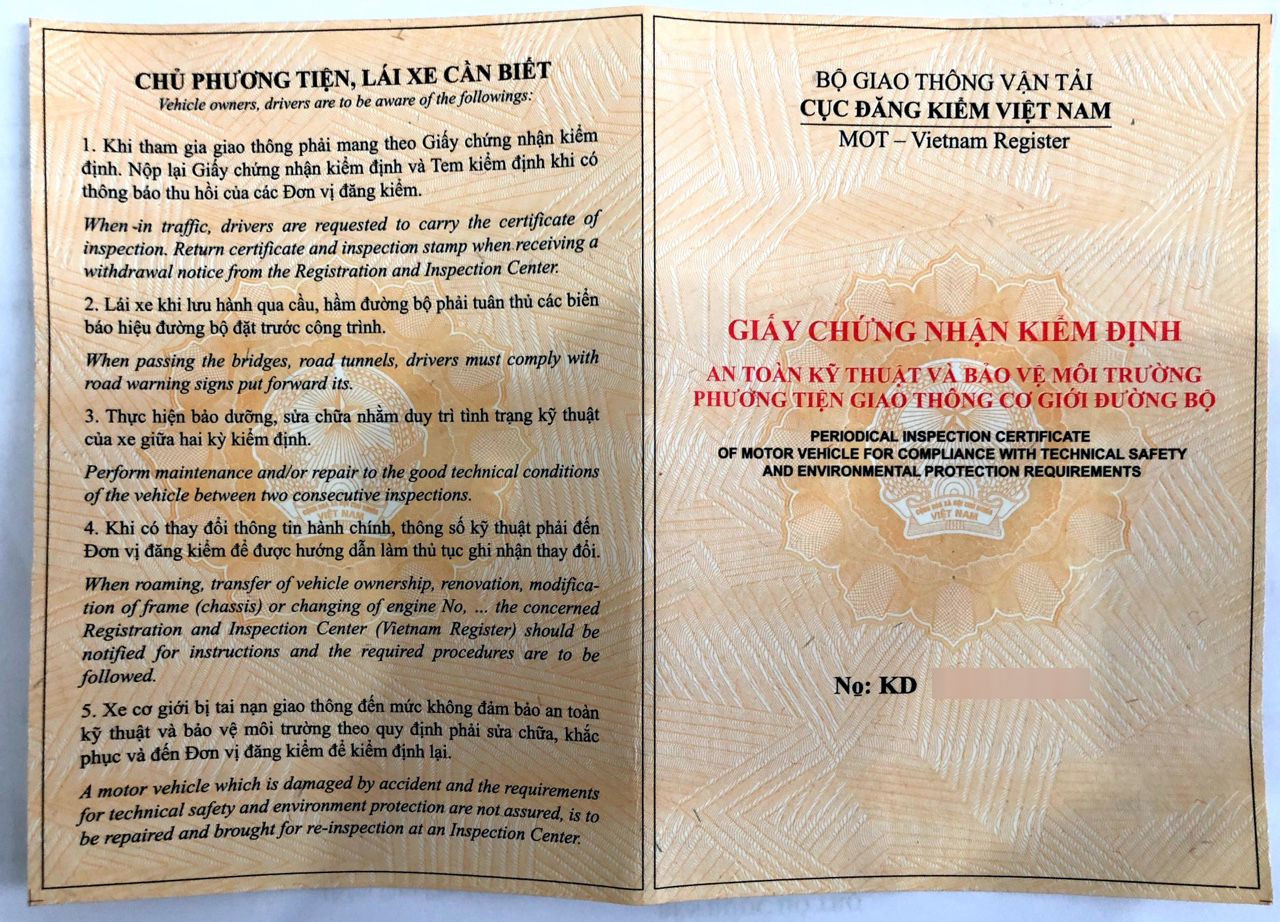 CHỦ PHƯƠNG TIỆN, LÁI XE CẦN BIẾT
Vehicle owners, drivers are to be aware of the followings:
1. Khi tham gia giao thông phải mang theo Giấy chứng nhận kiểm
định. Nộp lại Giấy chứng nhận kiểm định và Tem kiểm định khi có
thông báo thu hồi của các Đơn vị đăng kiểm.
When in traffic, drivers are requested to carry the certificate of
inspection. Return certificate and inspection stamp when receiving a
withdrawal notice from the Registration and Inspection Center.
2. Lái xe khi lưu hành qua cầu, hầm đường bộ phải tuân thủ các biển
báo hiệu đường bộ đặt trước công trình.
When passing the bridges, road tunnels, drivers must comply with
road warning signs put forward its.
3. Thực hiện bảo dưỡng, sửa chữa nhằm duy trì tình trạng kỹ thuật
của xe giữa hai kỳ kiểm định.
Perform maintenance and/or repair to the good technical conditions
of the vehicle between two consecutive inspections.
4. Khi có thay đổi thông tin hành chính, thông số kỹ thuật phải đến
Đơn vị đăng kiểm để được hướng dẫn làm thủ tục ghi nhận thay đổi.
When roaming, transfer of vehicle ownership, renovation, modifica-
tion of frame (chassis) or changing of engine No, ... the concerned
Registration and Inspection Center (Vietnam Register) should be
notified for instructions and the required procedures are to be
followed.
5. Xe cơ giới bị tai nạn giao thông đến mức không đảm bảo an toàn
kỹ thuật và bảo vệ môi trường theo quy định phải sửa chữa, khắc
phục và đến Đơn vị đăng kiểm để kiểm định lại.
A motor vehicle which is damaged by accident and the requirements
for technical safety and environment protection are not assured, is to
be repaired and brought for re-inspection at an Inspection Center.
BỘ GIAO THÔNG VẬN TẢI
CỤC ĐĂNG KIỂM VIỆT NAM
MOT – Vietnam Register
GIẤY CHỨNG NHẬN KIỂM ĐỊNH
AN TOÀN KỸ THUẬT VÀ BẢO VỆ MÔI TRƯỜNG
PHƯƠNG TIỆN GIAO THÔNG CƠ GIỚI ĐƯỜNG BỘ
PERIODICAL INSPECTION CERTIFICATE
OF MOTOR VEHICLE FOR COMPLIANCE WITH TECHNICAL SAFETY
AND ENVIRONMENTAL PROTECTION REQUIREMENTS
VIỆT NAM
No: KD